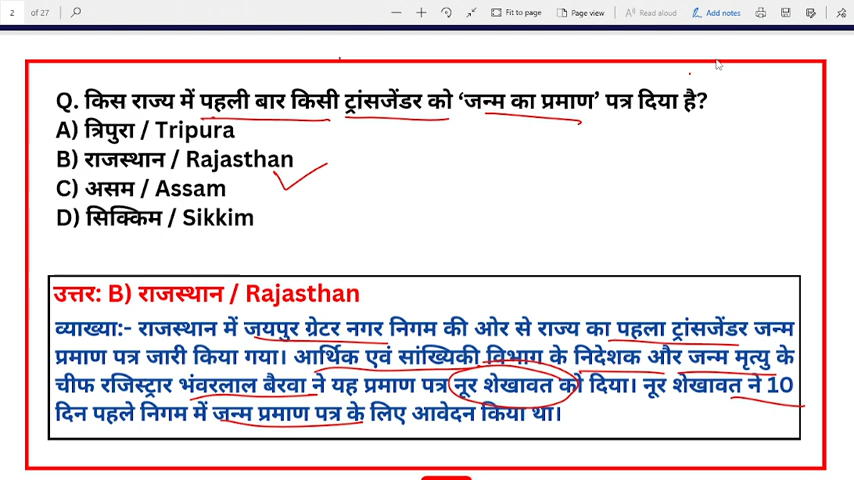 2 of 27 Fit to page Page view Read aloud Add notes
Q. किस राज्य में पहली बार किसी ट्रांसजेंडर को ‘जन्म का प्रमाण’ पत्र दिया है?
A) त्रिपुरा / Tripura
B) राजस्थान / Rajasthan
C) असम / Assam
D) सिक्किम / Sikkim
उत्तर: B) राजस्थान / Rajasthan
व्याख्या:- राजस्थान में जयपुर ग्रेटर नगर निगम की ओर से राज्य का पहला ट्रांसजेंडर जन्म
प्रमाण पत्र जारी किया गया। आर्थिक एवं सांख्यिकी विभाग के निदेशक और जन्म मृत्यु के
चीफ रजिस्ट्रार भंवरलाल बैरवा ने यह प्रमाण पत्र नूर शेखावत को दिया। नूर शेखावत ने 10
दिन पहले निगम में जन्म प्रमाण पत्र के लिए आवेदन किया था।